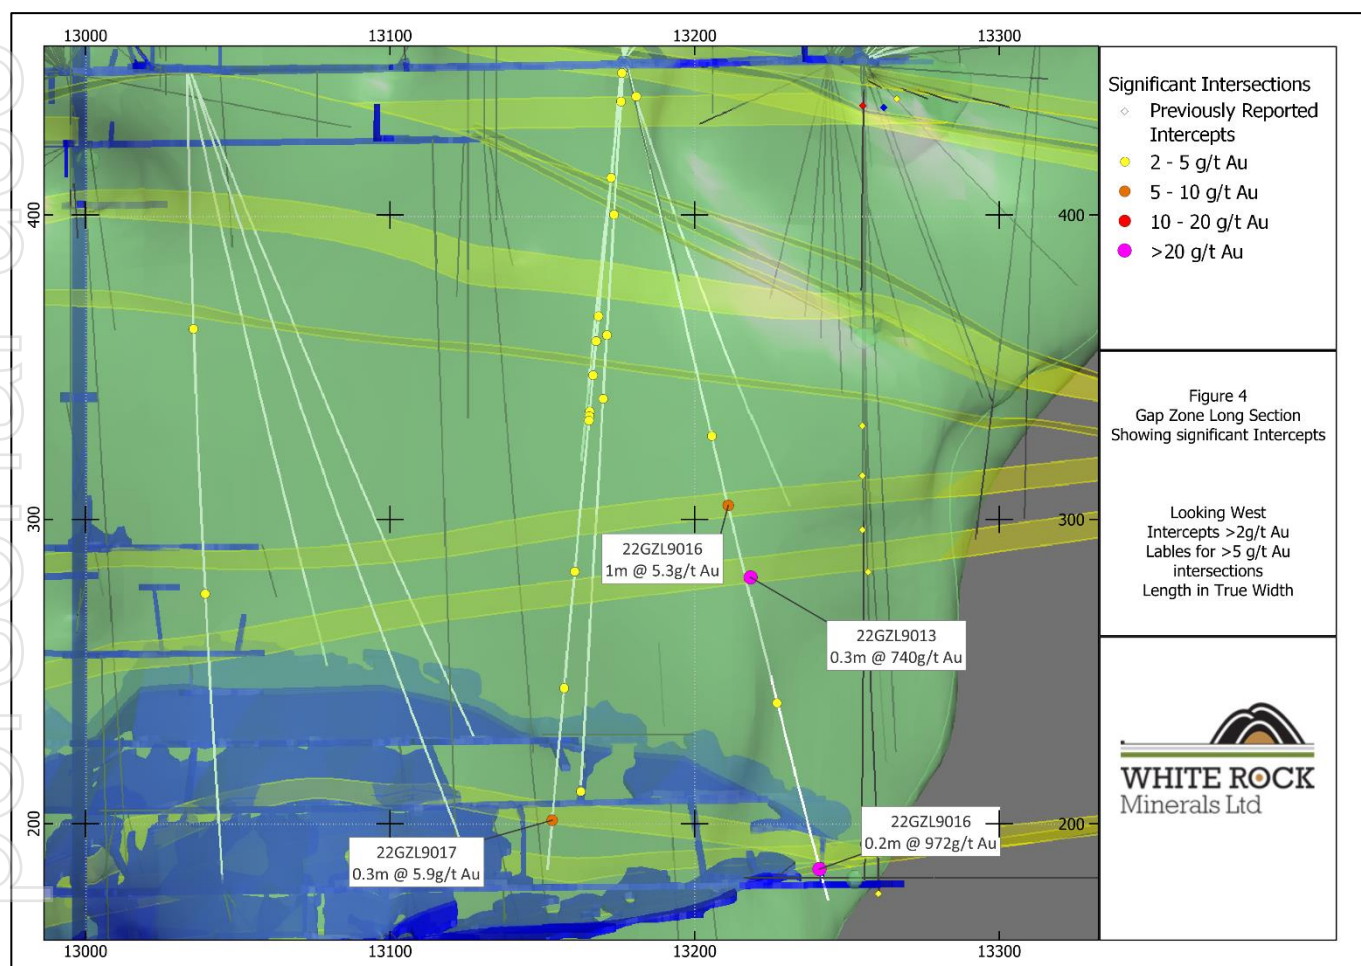 13000
13100
13200
13300
400
400
300
300
200
200
13000
13100
13200
13300
22GZL9016
1m @ 5.3g/t Au
22GZL9013
0.3m @ 740g/t Au
22GZL9017
0.3m @ 5.9g/t Au
22GZL9016
0.2m @ 972g/t Au
Significant Intersections
Previously Reported
Intercepts
2 - 5 g/t Au
5 - 10 g/t Au
10 - 20 g/t Au
>20 g/t Au
Figure 4
Gap Zone Long Section
Showing significant Intercepts
Looking West
Intercepts >2g/t Au
Lables for >5 g/t Au
intersections
Length in True Width
WHITE ROCK
Minerals Ltd